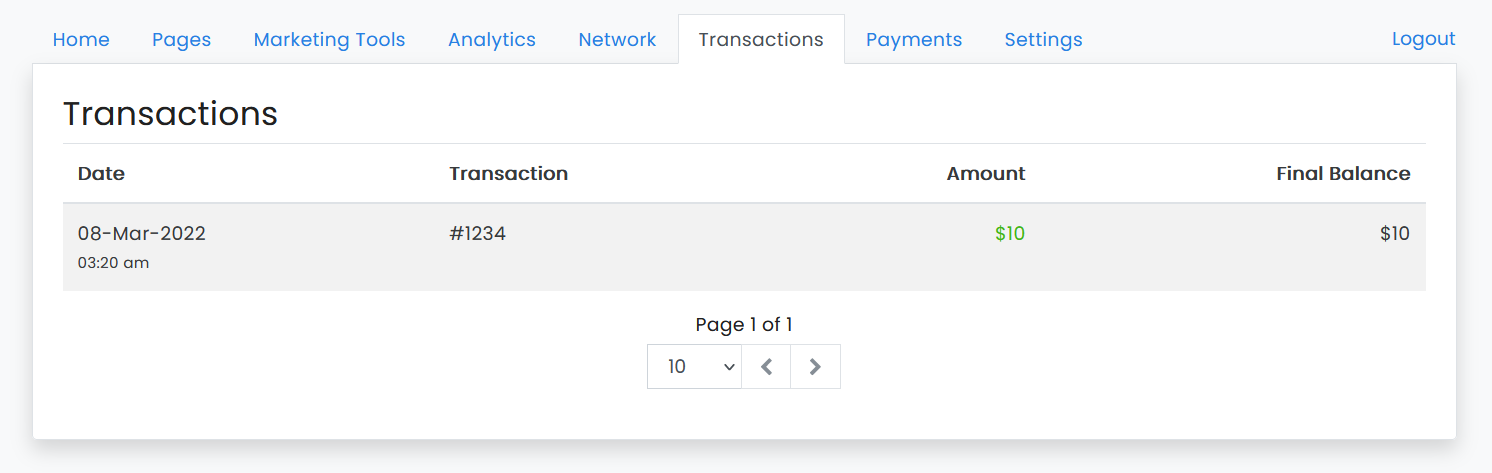 Home Pages Marketing Tools Analytics Network Transactions Payments Settings Logout
Transactions
Date Transaction Amount Final Balance
08-Mar-2022 #1234 $10 $10
03:20 am
Page 1 of 1
10